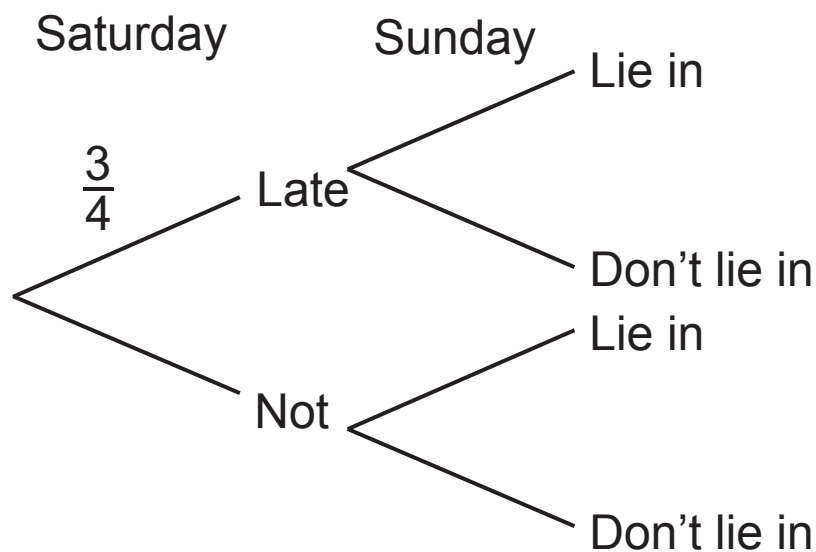 Saturday
Sunday
Lie in
3/4
Late
Don’t lie in
Lie in
Not
Don’t lie in